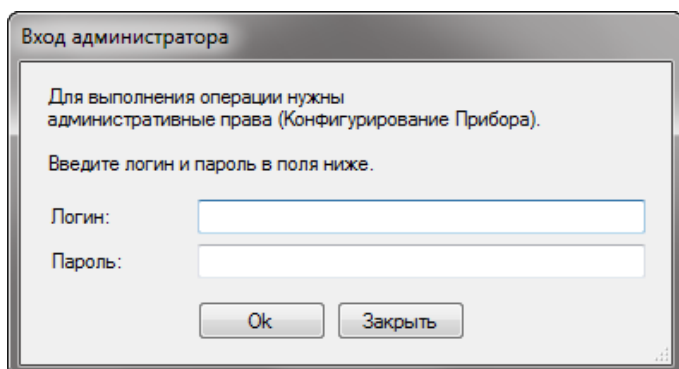 Вход администратора
Для выполнения операции нужны
административные права (Конфигурирование Прибора).
Введите логин и пароль в поля ниже.
Логин:
Пароль:
Ok Закрыть